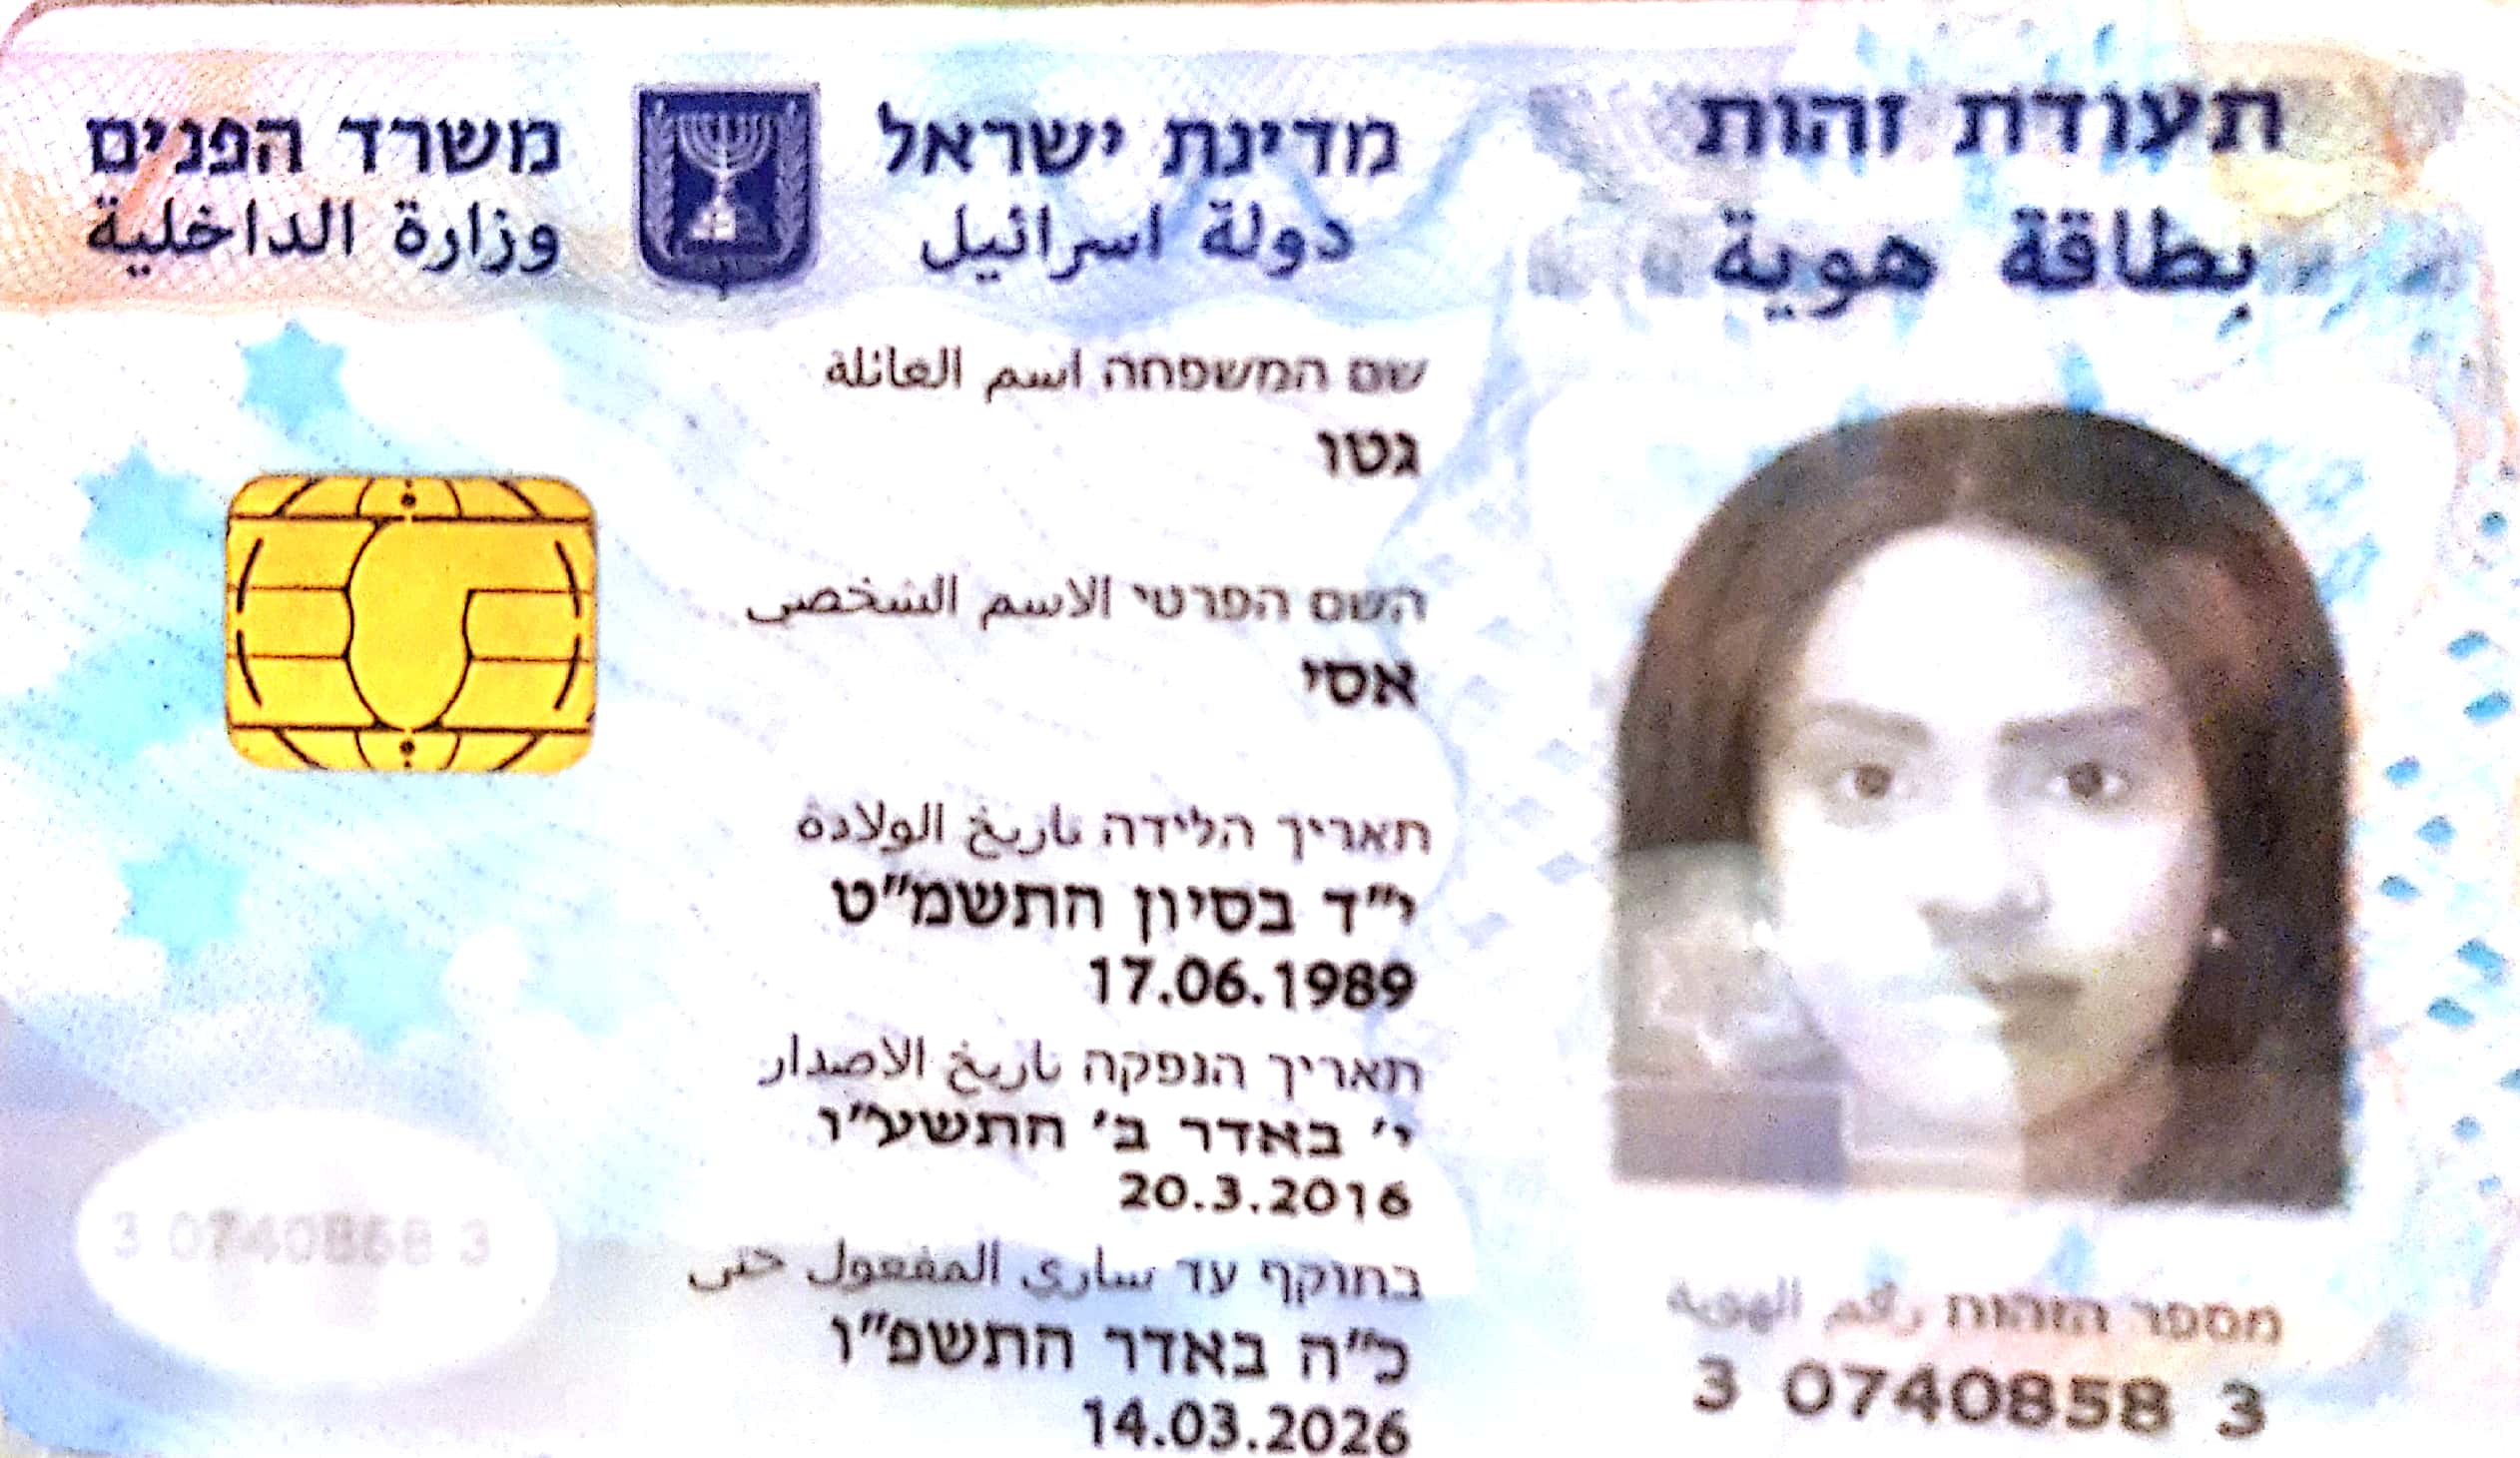 תעודת זהות
بطاقة هوية
מדינת ישראל
دولة اسرائيل
משרד הפנים
وزارة الداخلية
שם המשפחה اسم العائلة
גטו
השם הפרטי الاسم الشخصي
אסי
תאריך הלידה تاريخ الولادة
י"ד בסיון התשמ"ט
17.06.1989
תאריך הנפקה تاريخ الاصدار
י' באדר ב' התשע"ו
20.3.2016
בתוקף עד ساري المفعول حتى
כ"ה באדר התשפ"ו
14.03.2026
מספר הזהות رقم الهوية
3 0740858 3
3 0740858 3